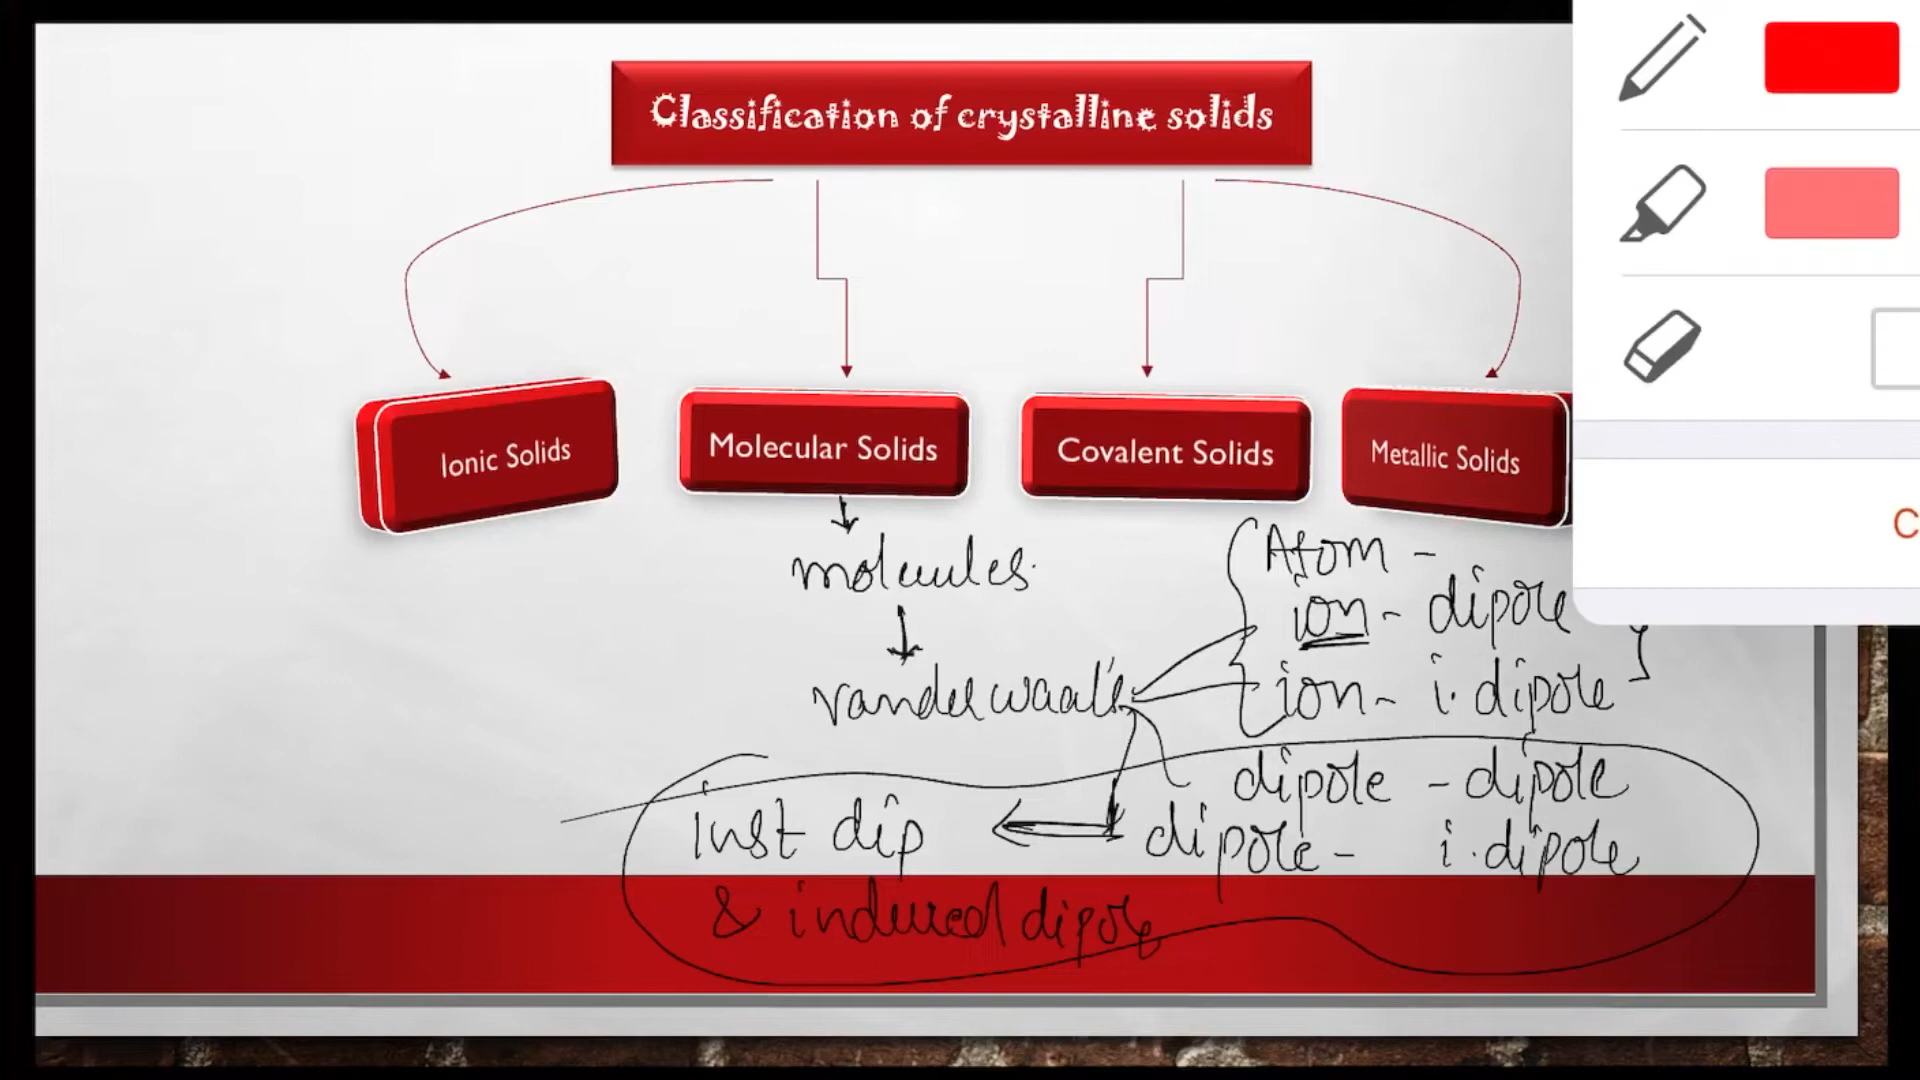 Classification of crystalline solids
Ionic Solids
Molecular Solids
Covalent Solids
Metallic Solids
C
molecules.
Atom -
ion - dipole
vanderwaal's
ion - i. dipole
dipole - dipole
inst dip
dipole - i. dipole
& induced dipole